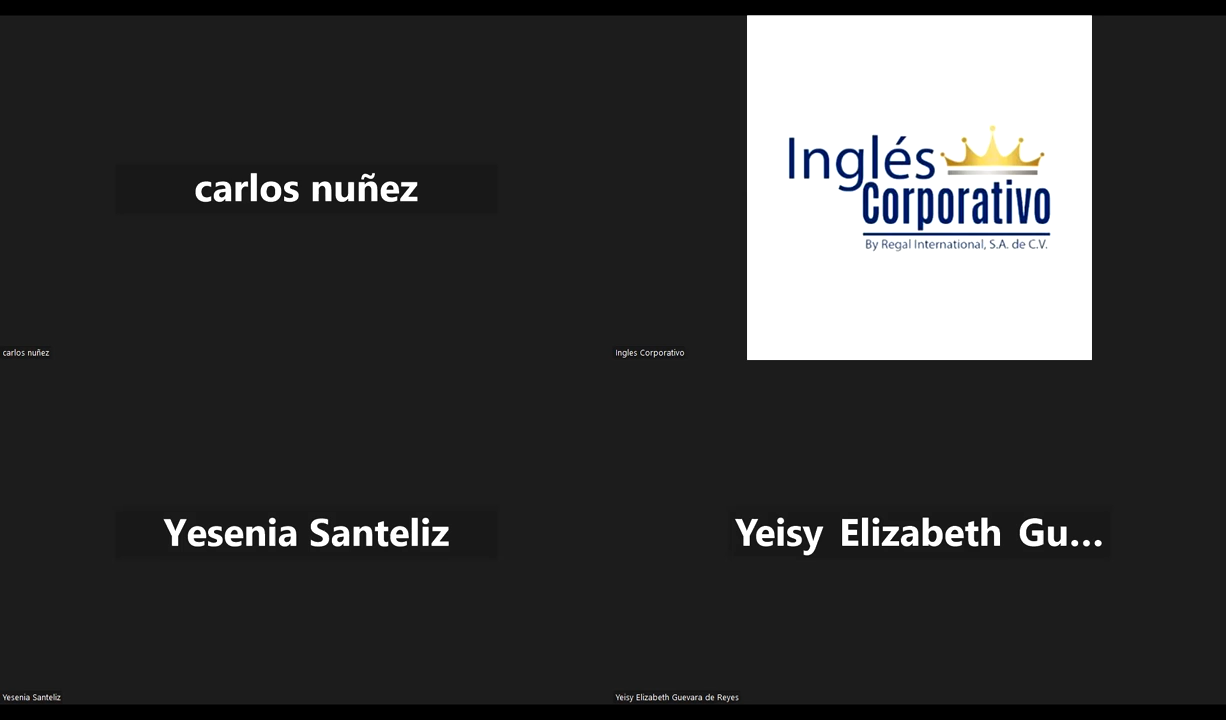 carlos nuñez
Inglés
Corporativo
By Regal International, S.A. de C.V.
carlos nuñez
Ingles Corporativo
Yesenia Santeliz
Yeisy Elizabeth Gu...
Yesenia Santeliz
Yeisy Elizabeth Guevara de Reyes